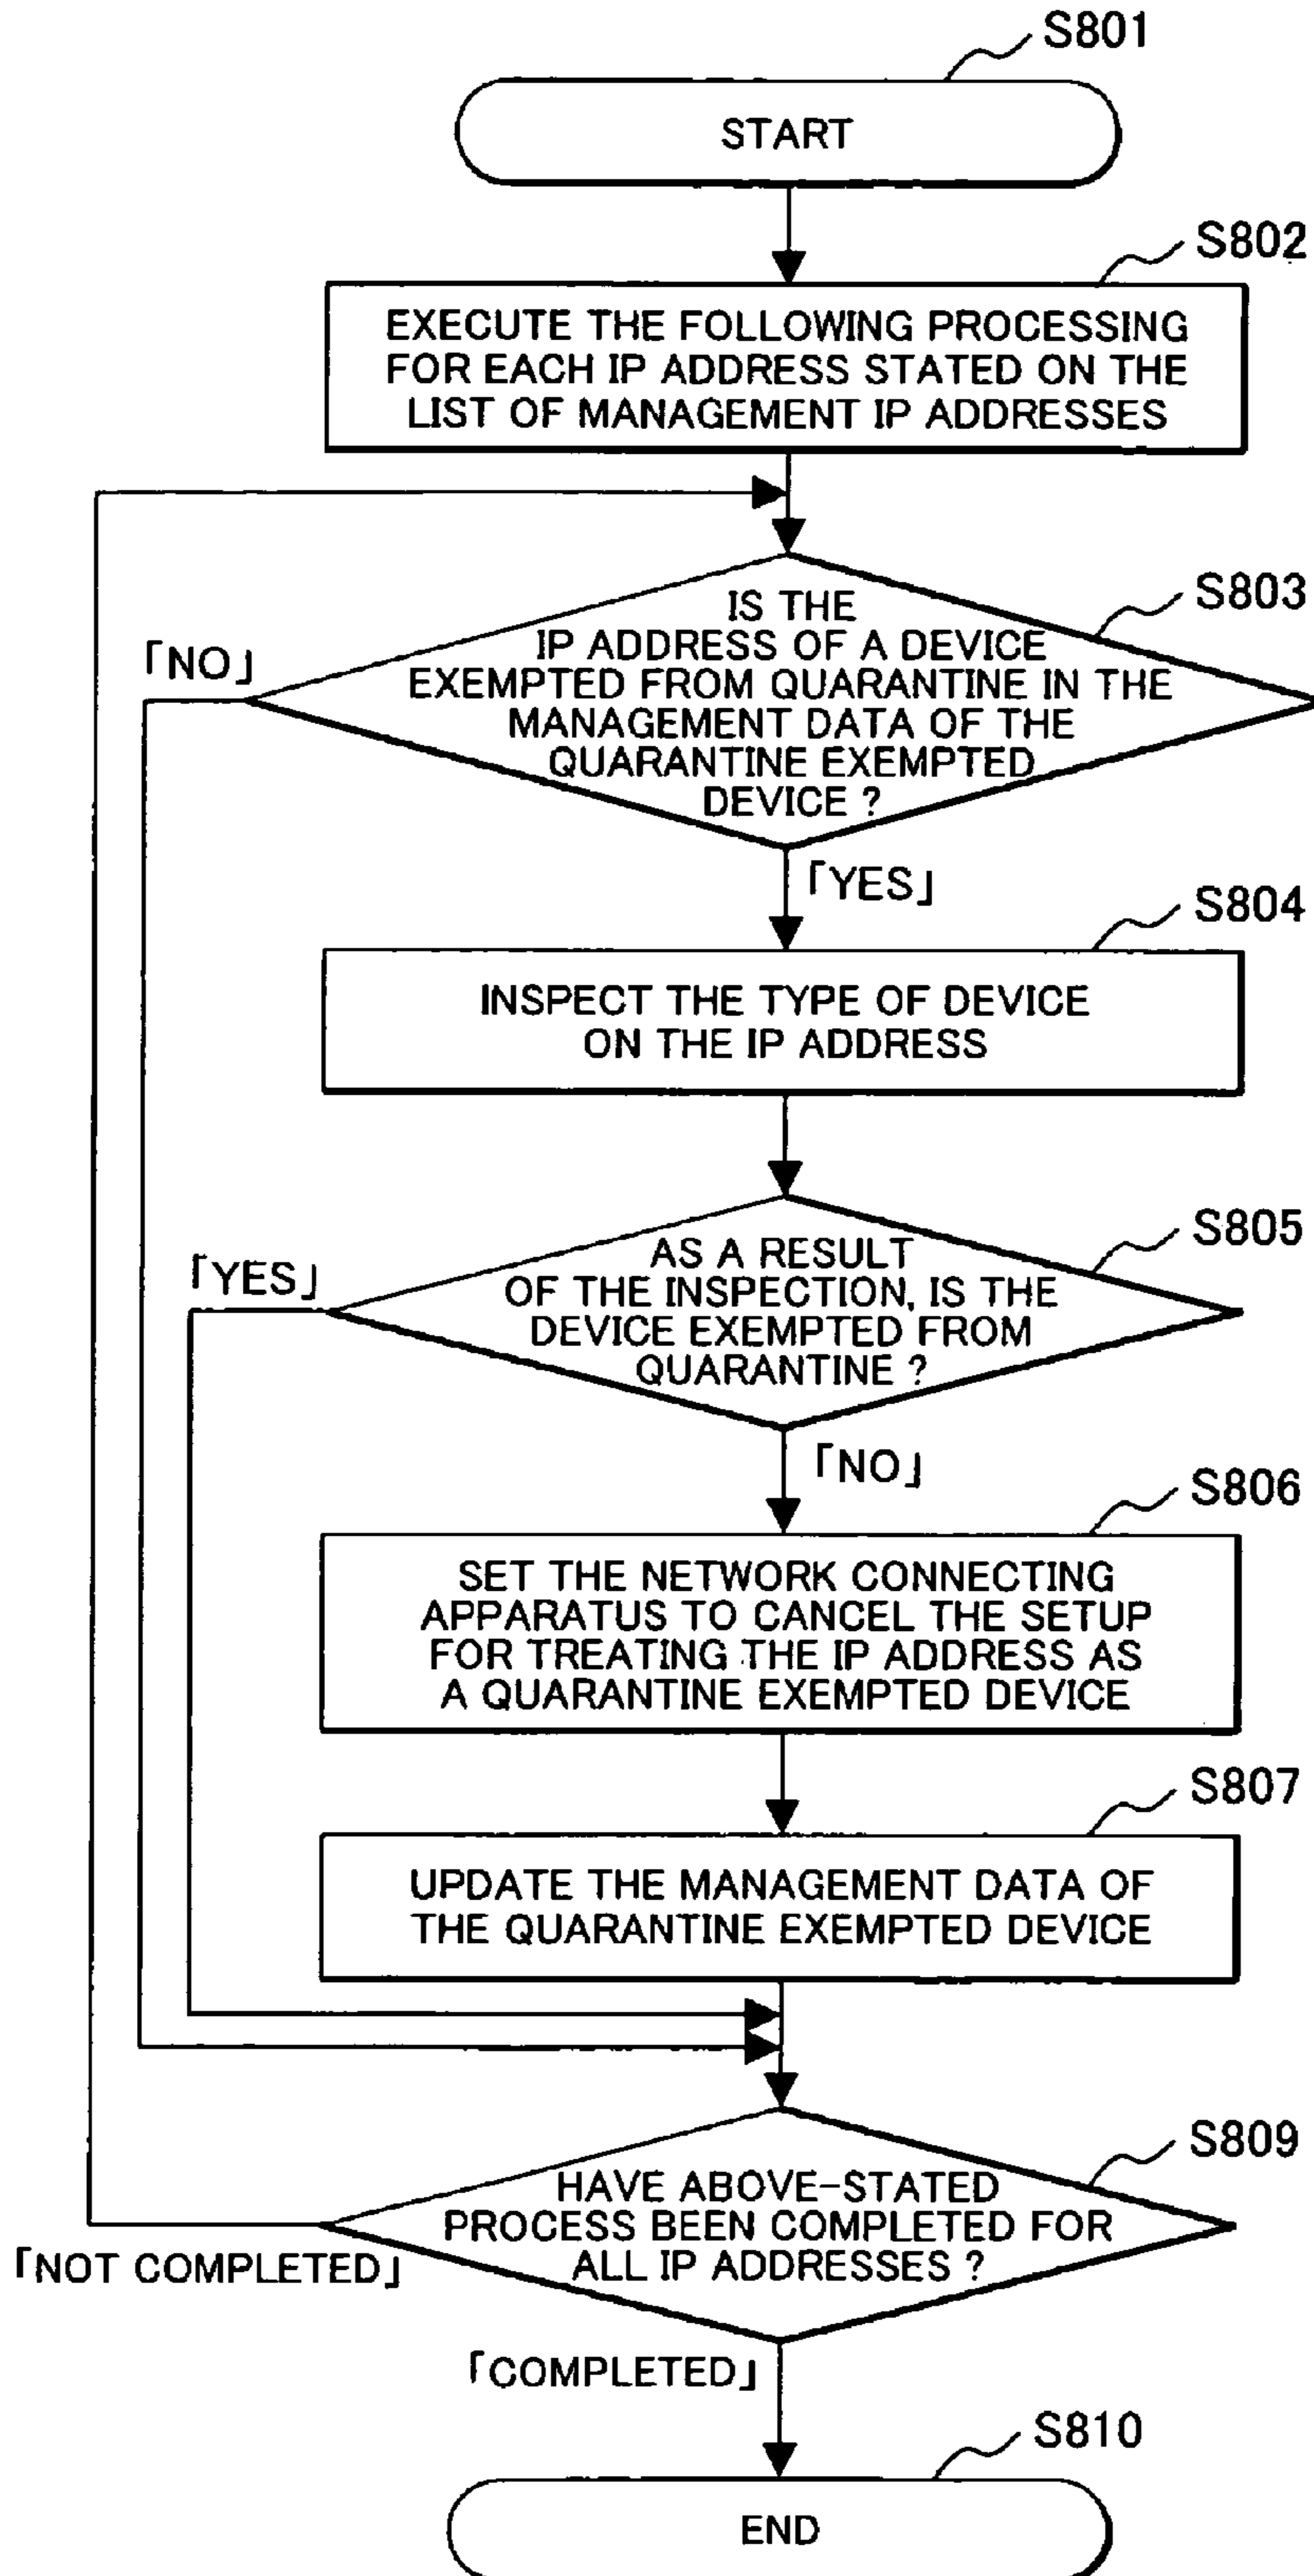 S801
START
S802
EXECUTE THE FOLLOWING PROCESSING
FOR EACH IP ADDRESS STATED ON THE
LIST OF MANAGEMENT IP ADDRESSES
S803
IS THE
IP ADDRESS OF A DEVICE
EXEMPTED FROM QUARANTINE IN THE
MANAGEMENT DATA OF THE
QUARANTINE EXEMPTED
DEVICE ?
「NO」
「YES」
S804
INSPECT THE TYPE OF DEVICE
ON THE IP ADDRESS
S805
AS A RESULT
OF THE INSPECTION, IS THE
DEVICE EXEMPTED FROM
QUARANTINE ?
「YES」
「NO」
S806
SET THE NETWORK CONNECTING
APPARATUS TO CANCEL THE SETUP
FOR TREATING THE IP ADDRESS AS
A QUARANTINE EXEMPTED DEVICE
S807
UPDATE THE MANAGEMENT DATA OF
THE QUARANTINE EXEMPTED DEVICE
S809
HAVE ABOVE-STATED
PROCESS BEEN COMPLETED FOR
ALL IP ADDRESSES ?
「NOT COMPLETED」
「COMPLETED」
S810
END